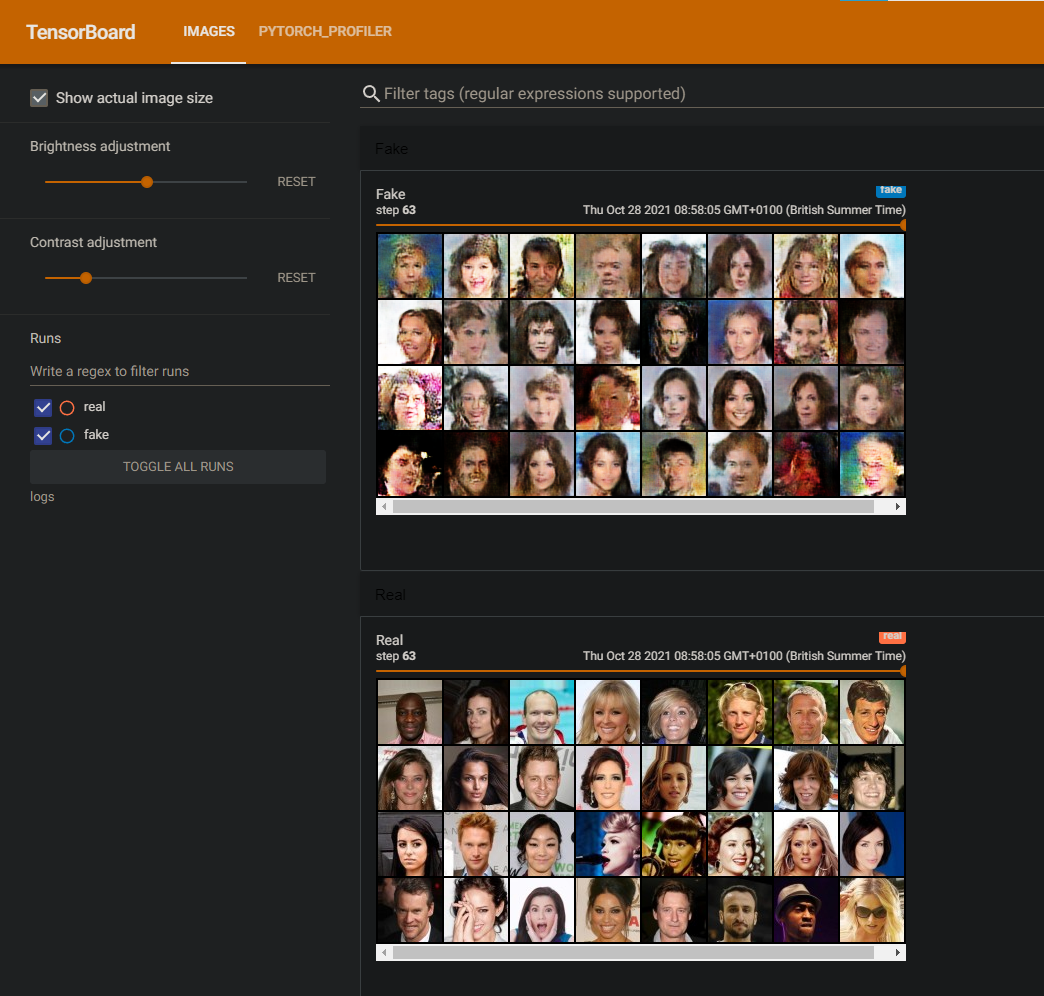 TensorBoard IMAGES PYTORCH_PROFILER
Show actual image size
Filter tags (regular expressions supported)
Brightness adjustment
RESET
Contrast adjustment
RESET
Runs
Write a regex to filter runs
real
fake
TOGGLE ALL RUNS
logs
Fake
Fake
fake
step 63
Thu Oct 28 2021 08:58:05 GMT+0100 (British Summer Time)
Real
Real
real
step 63
Thu Oct 28 2021 08:58:05 GMT+0100 (British Summer Time)